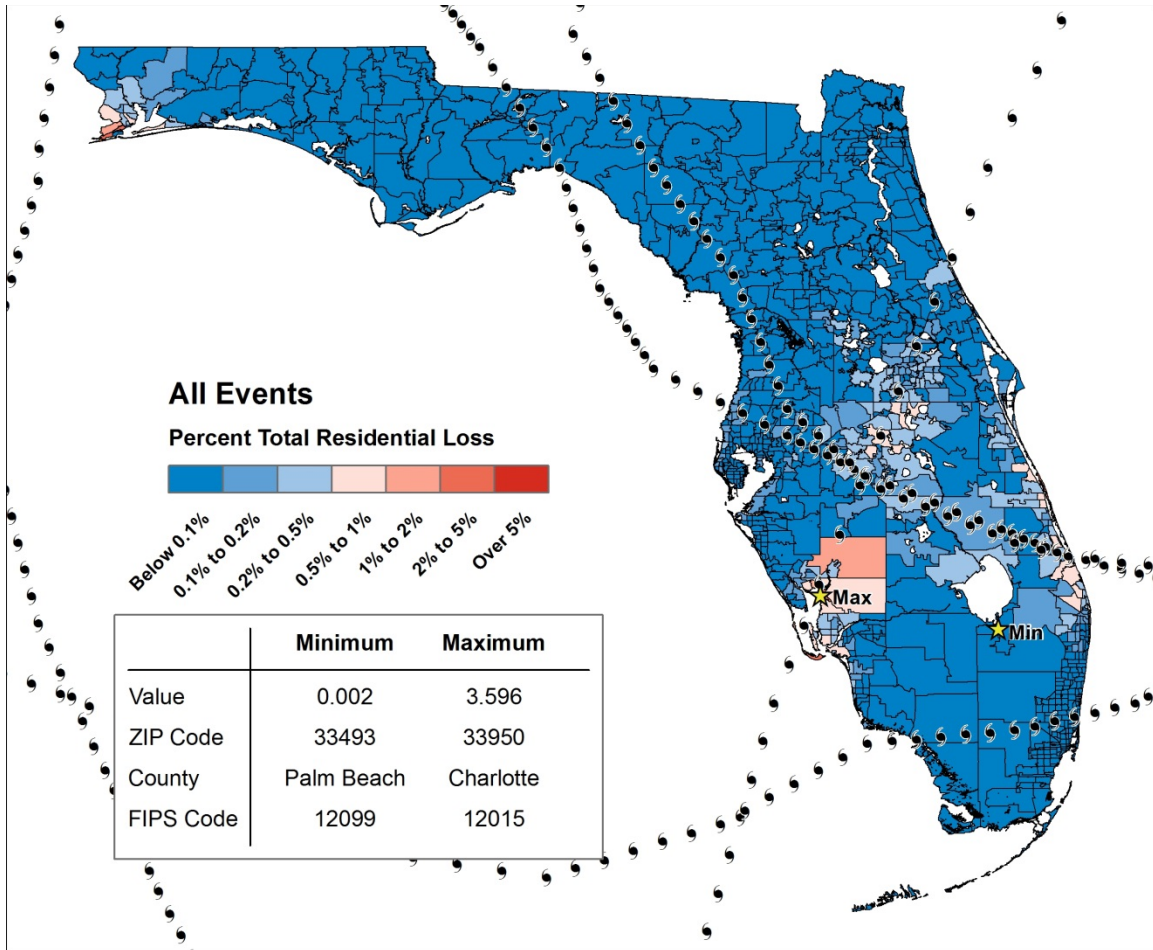 All Events
Percent Total Residential Loss
Below 0.1%
0.1% to 0.2%
0.2% to 0.5%
0.5% to 1%
1% to 2%
2% to 5%
Over 5%
Max
Min
Minimum Maximum
Value 0.002 3.596
ZIP Code 33493 33950
County Palm Beach Charlotte
FIPS Code 12099 12015